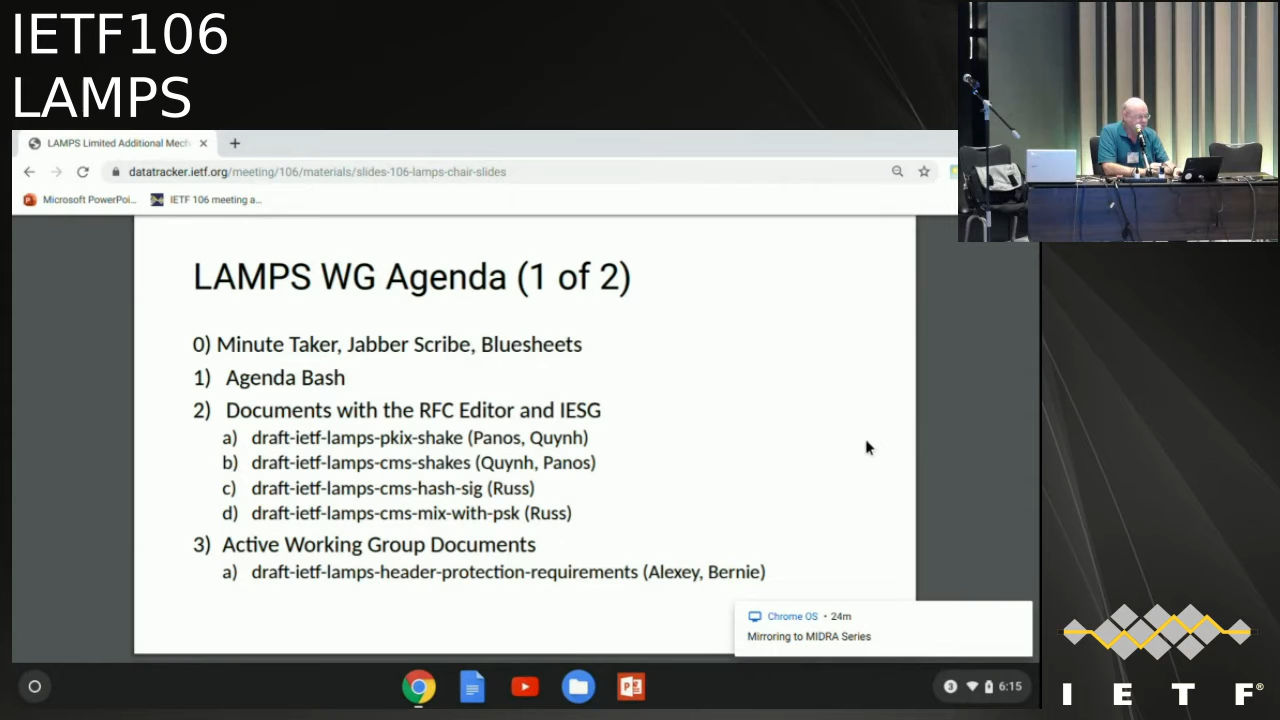 IETF106
LAMPS
LAMPS Limited Additional Mech
datatracker.ietf.org/meeting/106/materials/slides-106-lamps-chair-slides
Microsoft PowerPoi... IETF 106 meeting a...
LAMPS WG Agenda (1 of 2)
0) Minute Taker, Jabber Scribe, Bluesheets
1) Agenda Bash
2) Documents with the RFC Editor and IESG
a) draft-ietf-lamps-pkix-shake (Panos, Quynh)
b) draft-ietf-lamps-cms-shakes (Quynh, Panos)
c) draft-ietf-lamps-cms-hash-sig (Russ)
d) draft-ietf-lamps-cms-mix-with-psk (Russ)
3) Active Working Group Documents
a) draft-ietf-lamps-header-protection-requirements (Alexey, Bernie)
Chrome OS • 24m
Mirroring to MIDRA Series
3 6:15
I E T F®